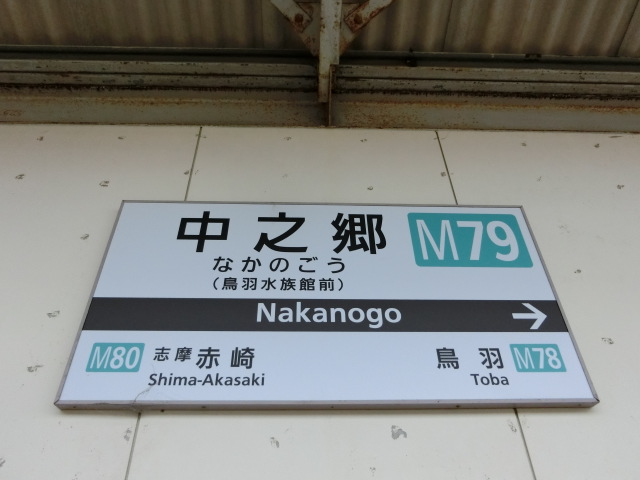 中之郷 M79
なかのごう
(鳥羽水族館前)
Nakanogo →
M80 志摩赤崎 鳥羽 M78
Shima-Akasaki Toba